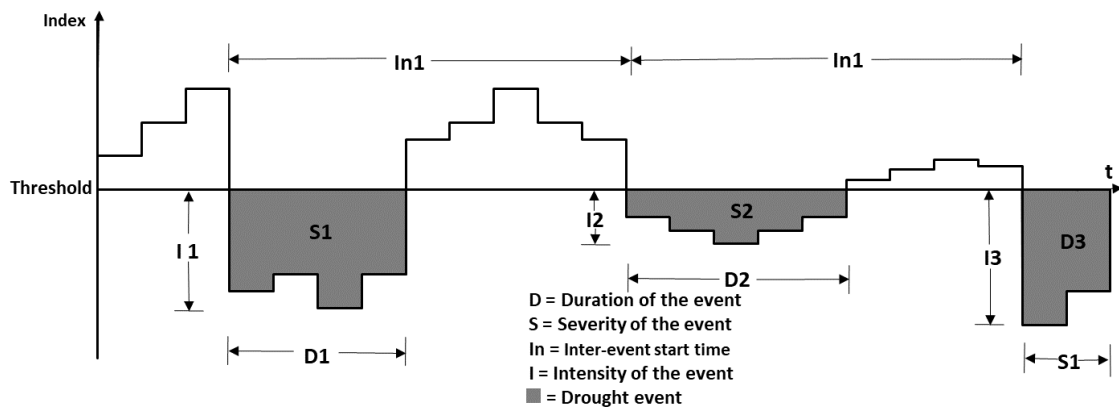 Index
In1
In1
Threshold
t
S1
I 1
I2
S2
I3
D3
D2
D1
S1
D = Duration of the event
S = Severity of the event
In = Inter-event start time
I = Intensity of the event
= Drought event